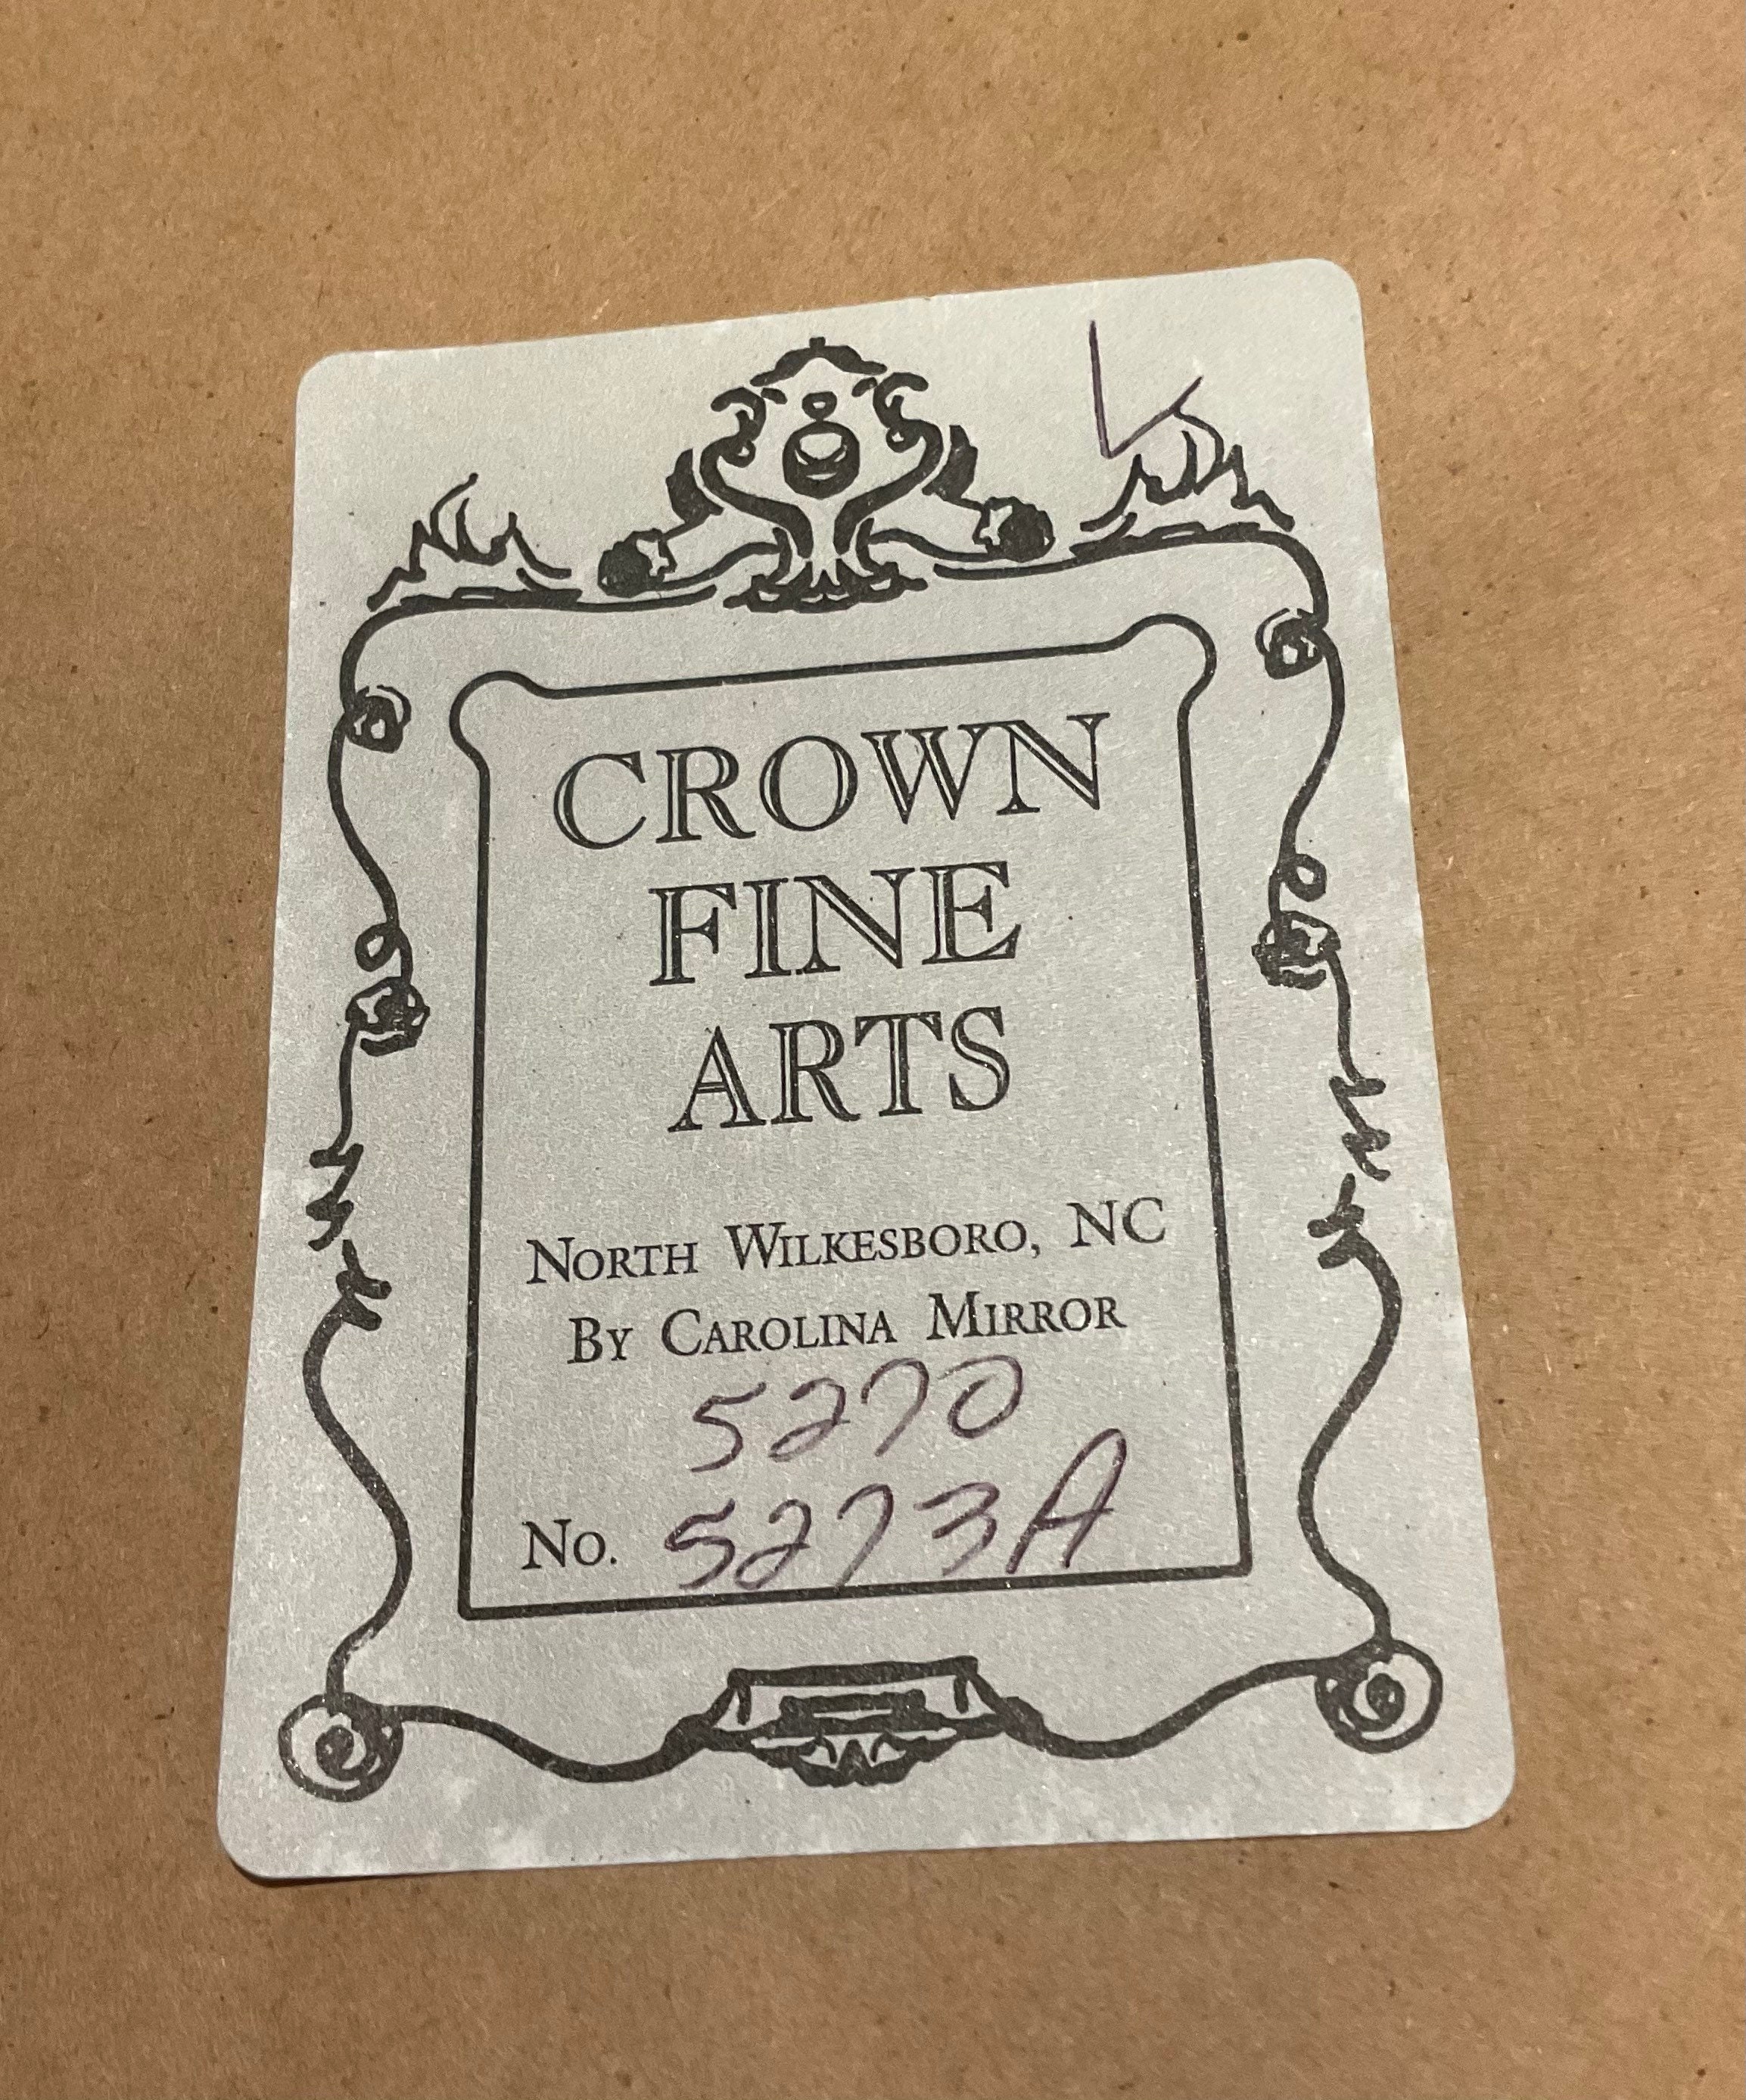 CROWN
FINE
ARTS
NORTH WILKESBORO, NC
BY CAROLINA MIRROR
5270
NO. 5273A